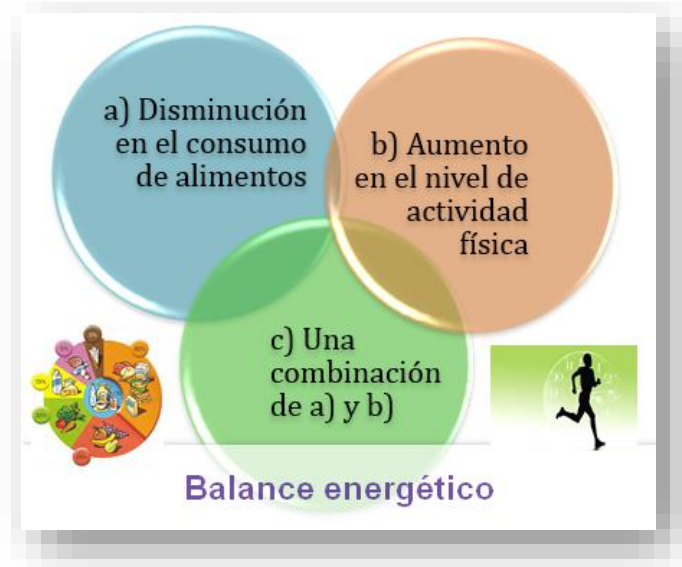 a) Disminución
en el consumo
de alimentos
b) Aumento
en el nivel de
actividad
física
c) Una
combinación
de a) y b)
Balance energético